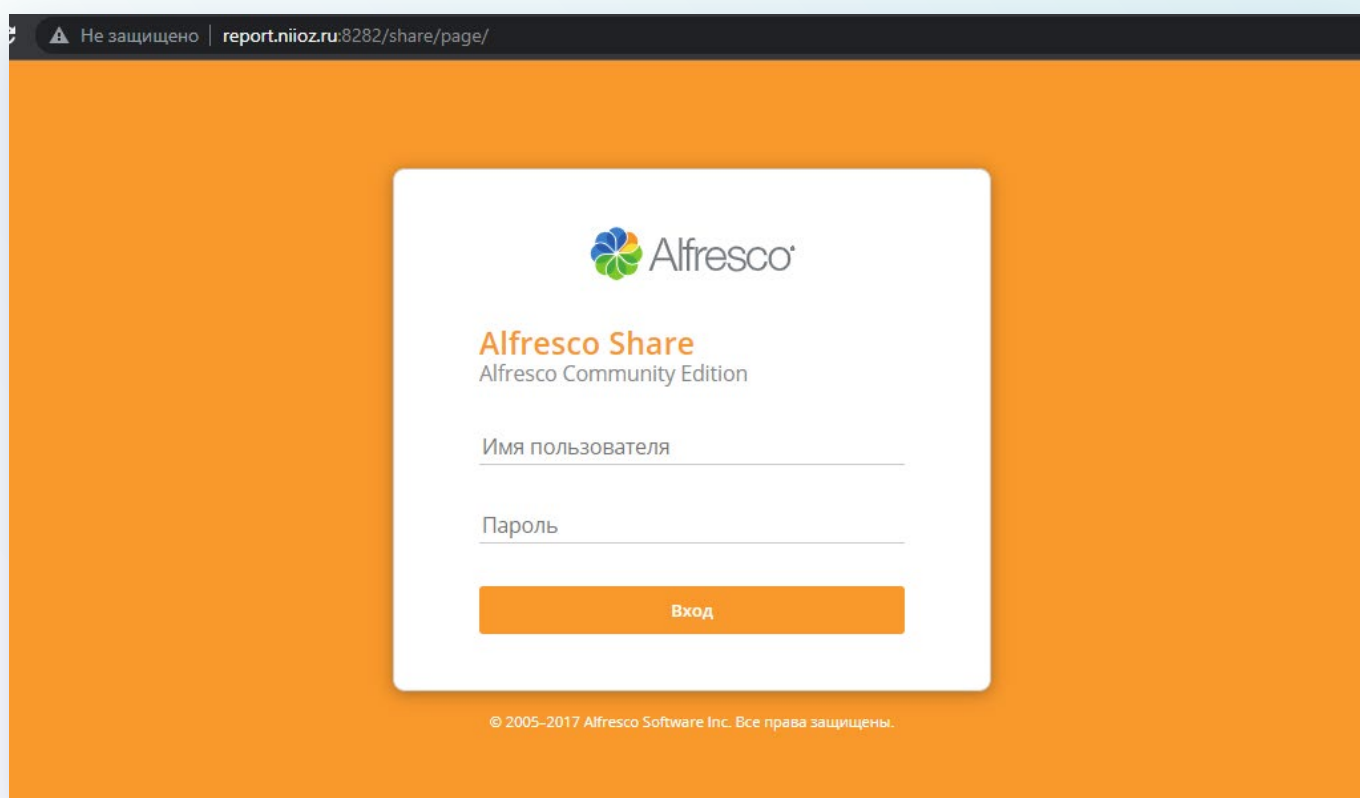 Не защищено | report.niioz.ru:8282/share/page/
Alfresco
Alfresco Share
Alfresco Community Edition
Имя пользователя
Пароль
Вход
© 2005–2017 Alfresco Software Inc. Все права защищены.